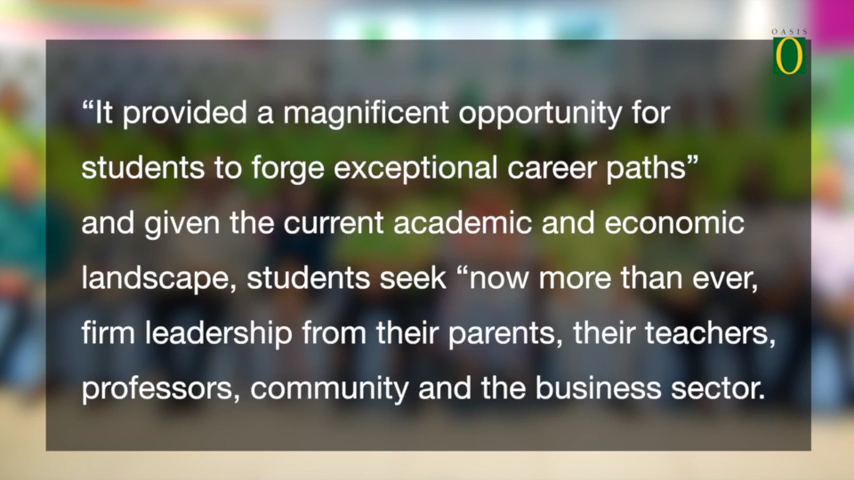 OASIS
O
“It provided a magnificent opportunity for
students to forge exceptional career paths”
and given the current academic and economic
landscape, students seek “now more than ever,
firm leadership from their parents, their teachers,
professors, community and the business sector.